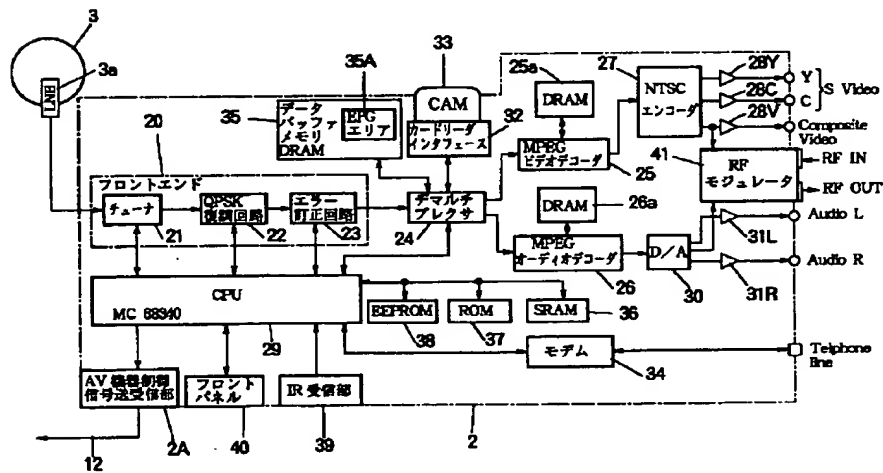 3
3a
LNB
33
35A
25a
27
28Y
Y
S Video
NTSC
エンコーダ
28C
C
28V
Composite
Video
35
データ
バッファ
メモリ
DRAM
EPG
エリア
CAM
カードリーダ
インタフェース
32
DRAM
MPEG
ビデオデコーダ
25
41
RF
モジュレータ
RF IN
RF OUT
20
フロントエンド
チューナ
21
QPSK
復調回路
22
エラー
訂正回路
23
デマルチ
プレクサ
24
DRAM
26a
MPEG
オーディオデコーダ
26
D/A
30
31L
Audio L
31R
Audio R
CPU
MC 68340
29
EEPROM
38
ROM
37
SRAM
36
モデム
34
Telphone
line
AV機器制御
信号送受信部
2A
フロント
パネル
40
IR受信部
39
2
12